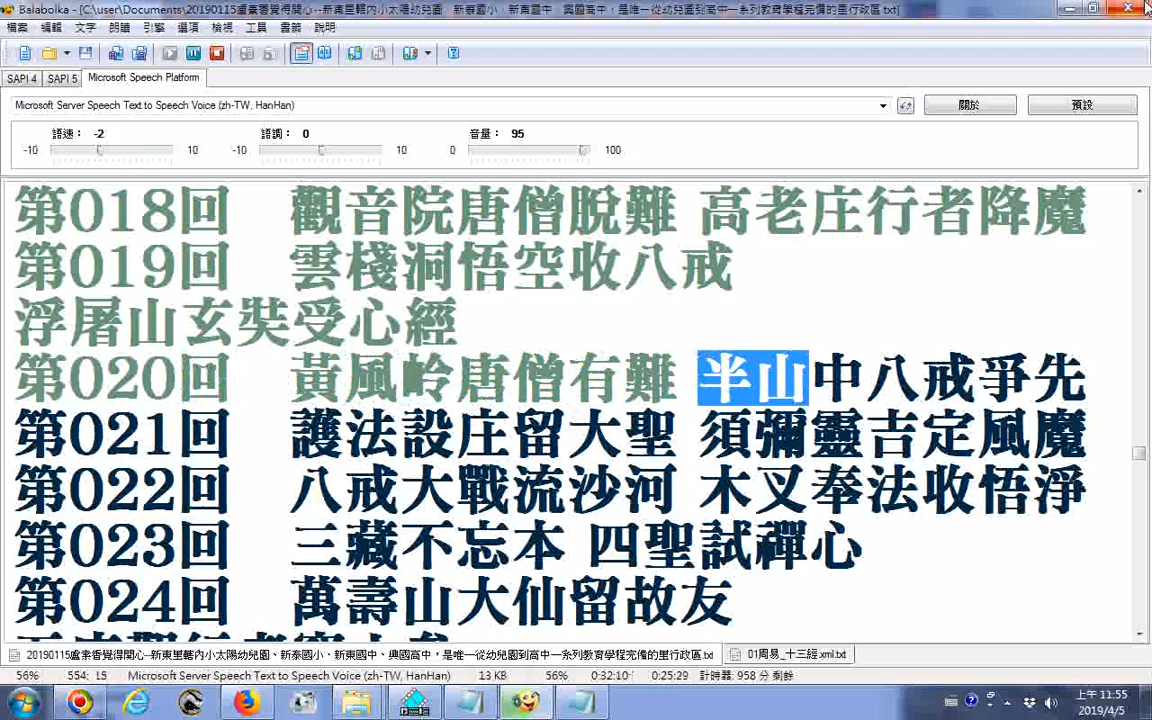 Balabolka - [C:\user\Documents\20190115盧素香覺得開心--新東里轄內小太陽幼兒園、新泰國小、新東國中、興國高中，是唯一從幼兒園到高中一系列教育學程完備的里行政區.txt]
檔案 編輯 文字 朗讀 引擎 選項 檢視 工具 書籤 說明
SAPI 4 SAPI 5 Microsoft Speech Platform
Microsoft Server Speech Text to Speech Voice (zh-TW, HanHan) 關於 預設
語速： -2 語調： 0 音量： 95
-10 10 -10 10 0 100
第018回 觀音院唐僧脫難 高老庄行者降魔
第019回 雲棧洞悟空收八戒
浮屠山玄奘受心經
第020回 黃風岭唐僧有難 半山中八戒爭先
第021回 護法設庄留大聖 須彌靈吉定風魔
第022回 八戒大戰流沙河 木叉奉法收悟淨
第023回 三藏不忘本 四聖試禪心
第024回 萬壽山大仙留故友
20190115盧素香覺得開心--新東里轄內小太陽幼兒園、新泰國小、新東國中、興國高中，是唯一從幼兒園到高中一系列教育學程完備的里行政區.txt 01周易_十三經.xml.txt
56% 554: 15 Microsoft Server Speech Text to Speech Voice (zh-TW, HanHan) 13 KB 56% 0:32:10 0:25:29 計時器: 958 分 剩餘
上午 11:55
2019/4/5